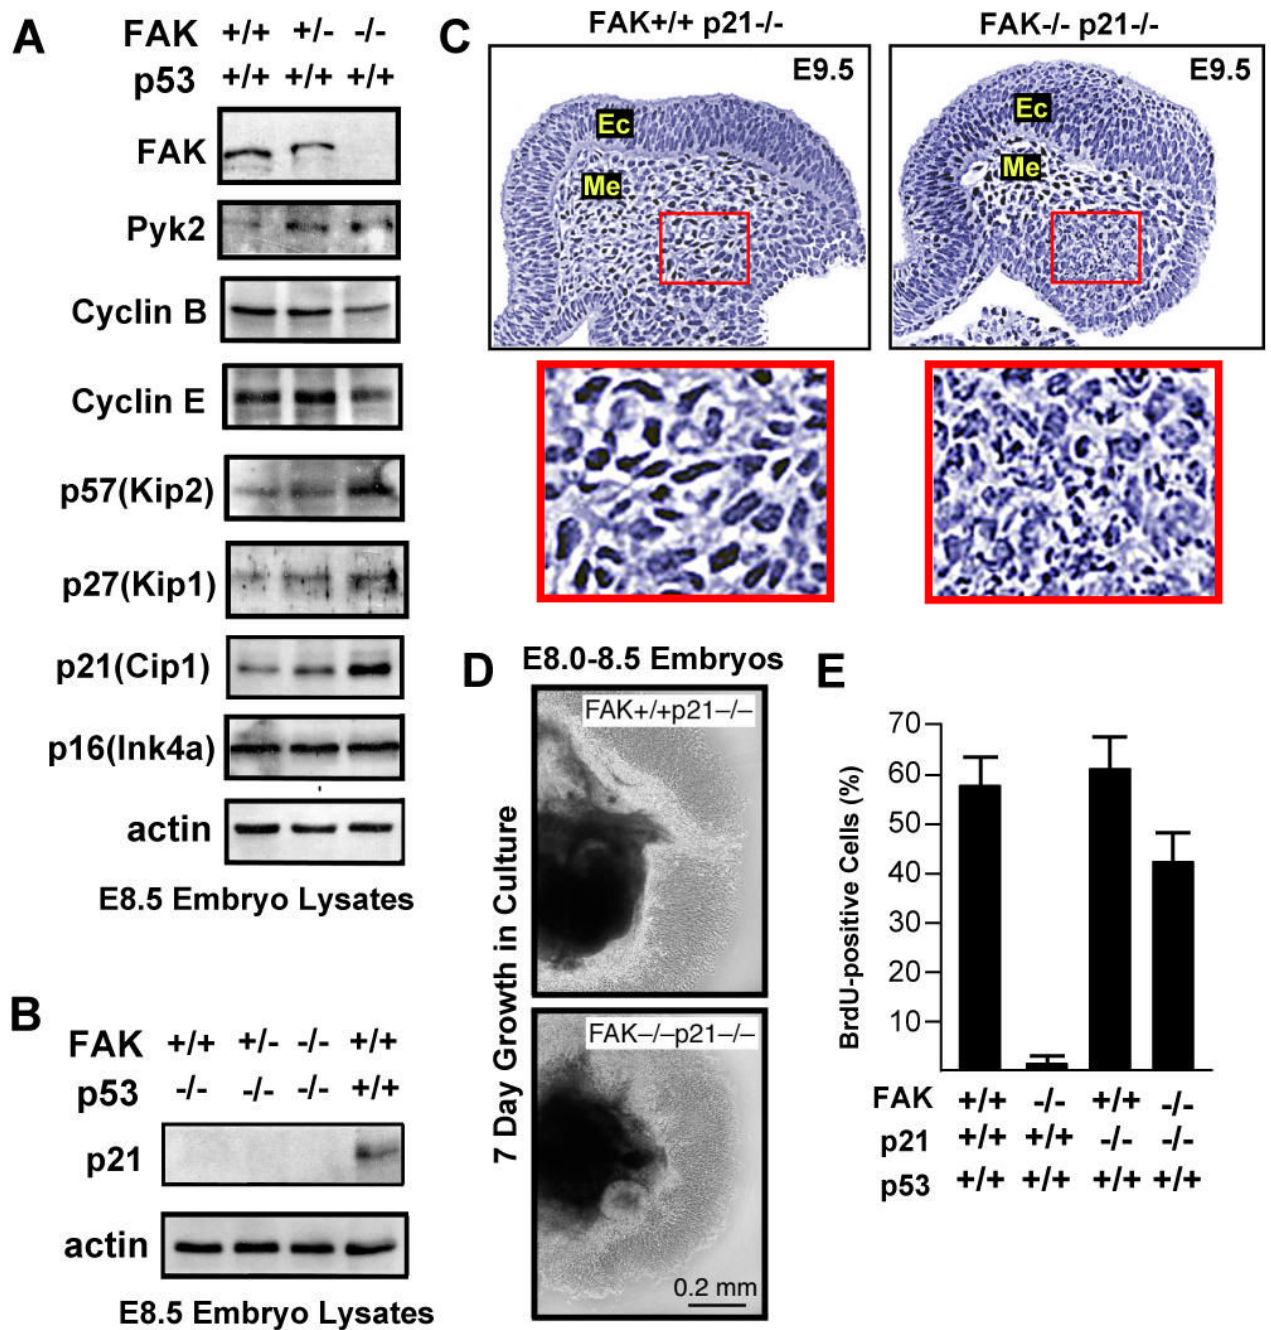 A
FAK +/+ +/- -/-
p53 +/+ +/+ +/+
FAK
Pyk2
Cyclin B
Cyclin E
p57(Kip2)
p27(Kip1)
p21(Cip1)
p16(Ink4a)
actin
E8.5 Embryo Lysates
B
FAK +/+ +/- -/- +/+
p53 -/- -/- -/- +/+
p21
actin
E8.5 Embryo Lysates
C
FAK+/+ p21-/-
E9.5
Ec
Me
FAK-/- p21-/-
E9.5
Ec
Me
D
E8.0-8.5 Embryos
7 Day Growth in Culture
FAK+/+p21–/–
FAK–/–p21–/–
0.2 mm
E
BrdU-positive Cells (%)
70
60
50
40
30
20
10
FAK +/+ -/- +/+ -/-
p21 +/+ +/+ -/- -/-
p53 +/+ +/+ +/+ +/+